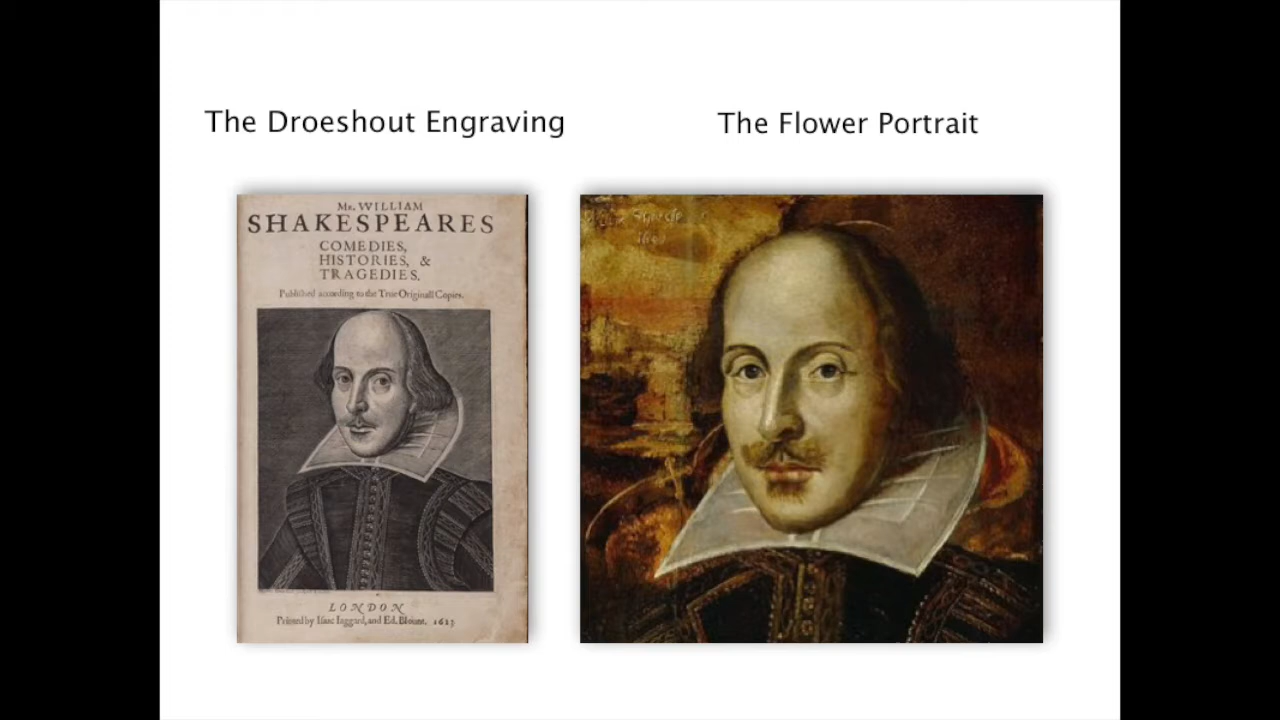 The Droeshout Engraving
The Flower Portrait
Mr. WILLIAM
SHAKESPEARES
COMEDIES,
HISTORIES, &
TRAGEDIES.
Published according to the True Originall Copies.
LONDON
Printed by Isaac Iaggard, and Ed. Blount. 1623